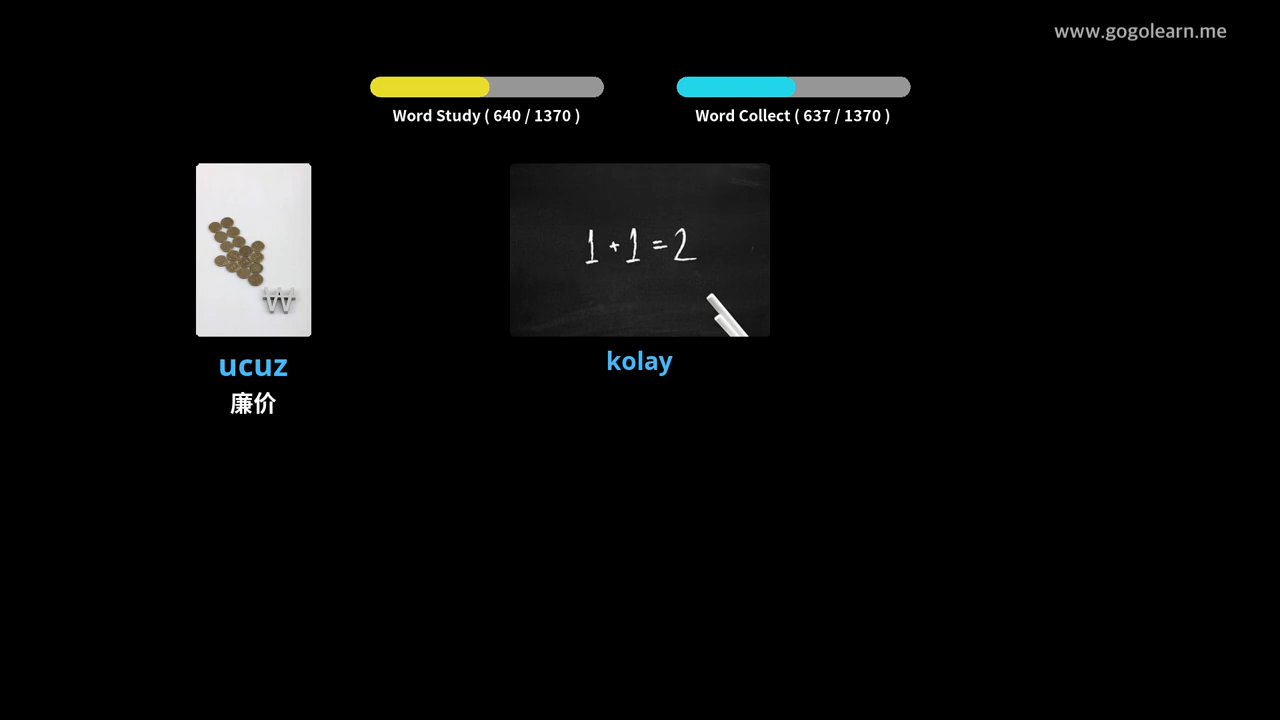 www.gogolearn.me
Word Study ( 640 / 1370 )
Word Collect ( 637 / 1370 )
1 + 1 = 2
₩
ucuz
kolay
廉价